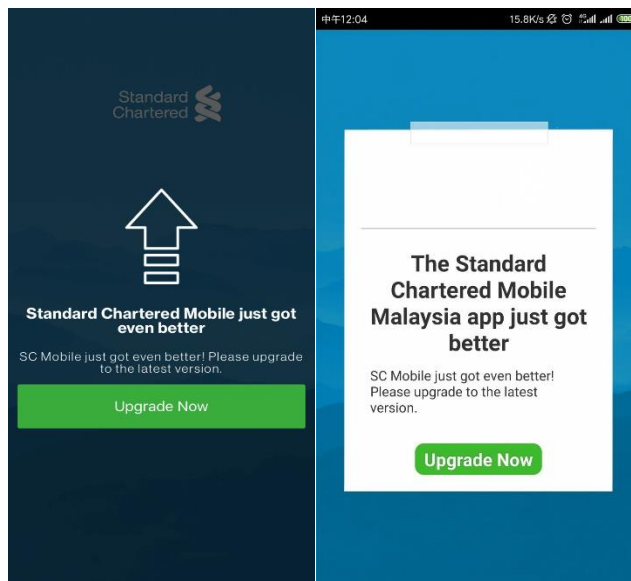 Standard
Chartered
Standard Chartered Mobile just got
even better
SC Mobile just got even better! Please upgrade
to the latest version.
Upgrade Now
中午12:04
15.8K/s 4G 100
The Standard
Chartered Mobile
Malaysia app just got
better
SC Mobile just got even better!
Please upgrade to the latest
version.
Upgrade Now